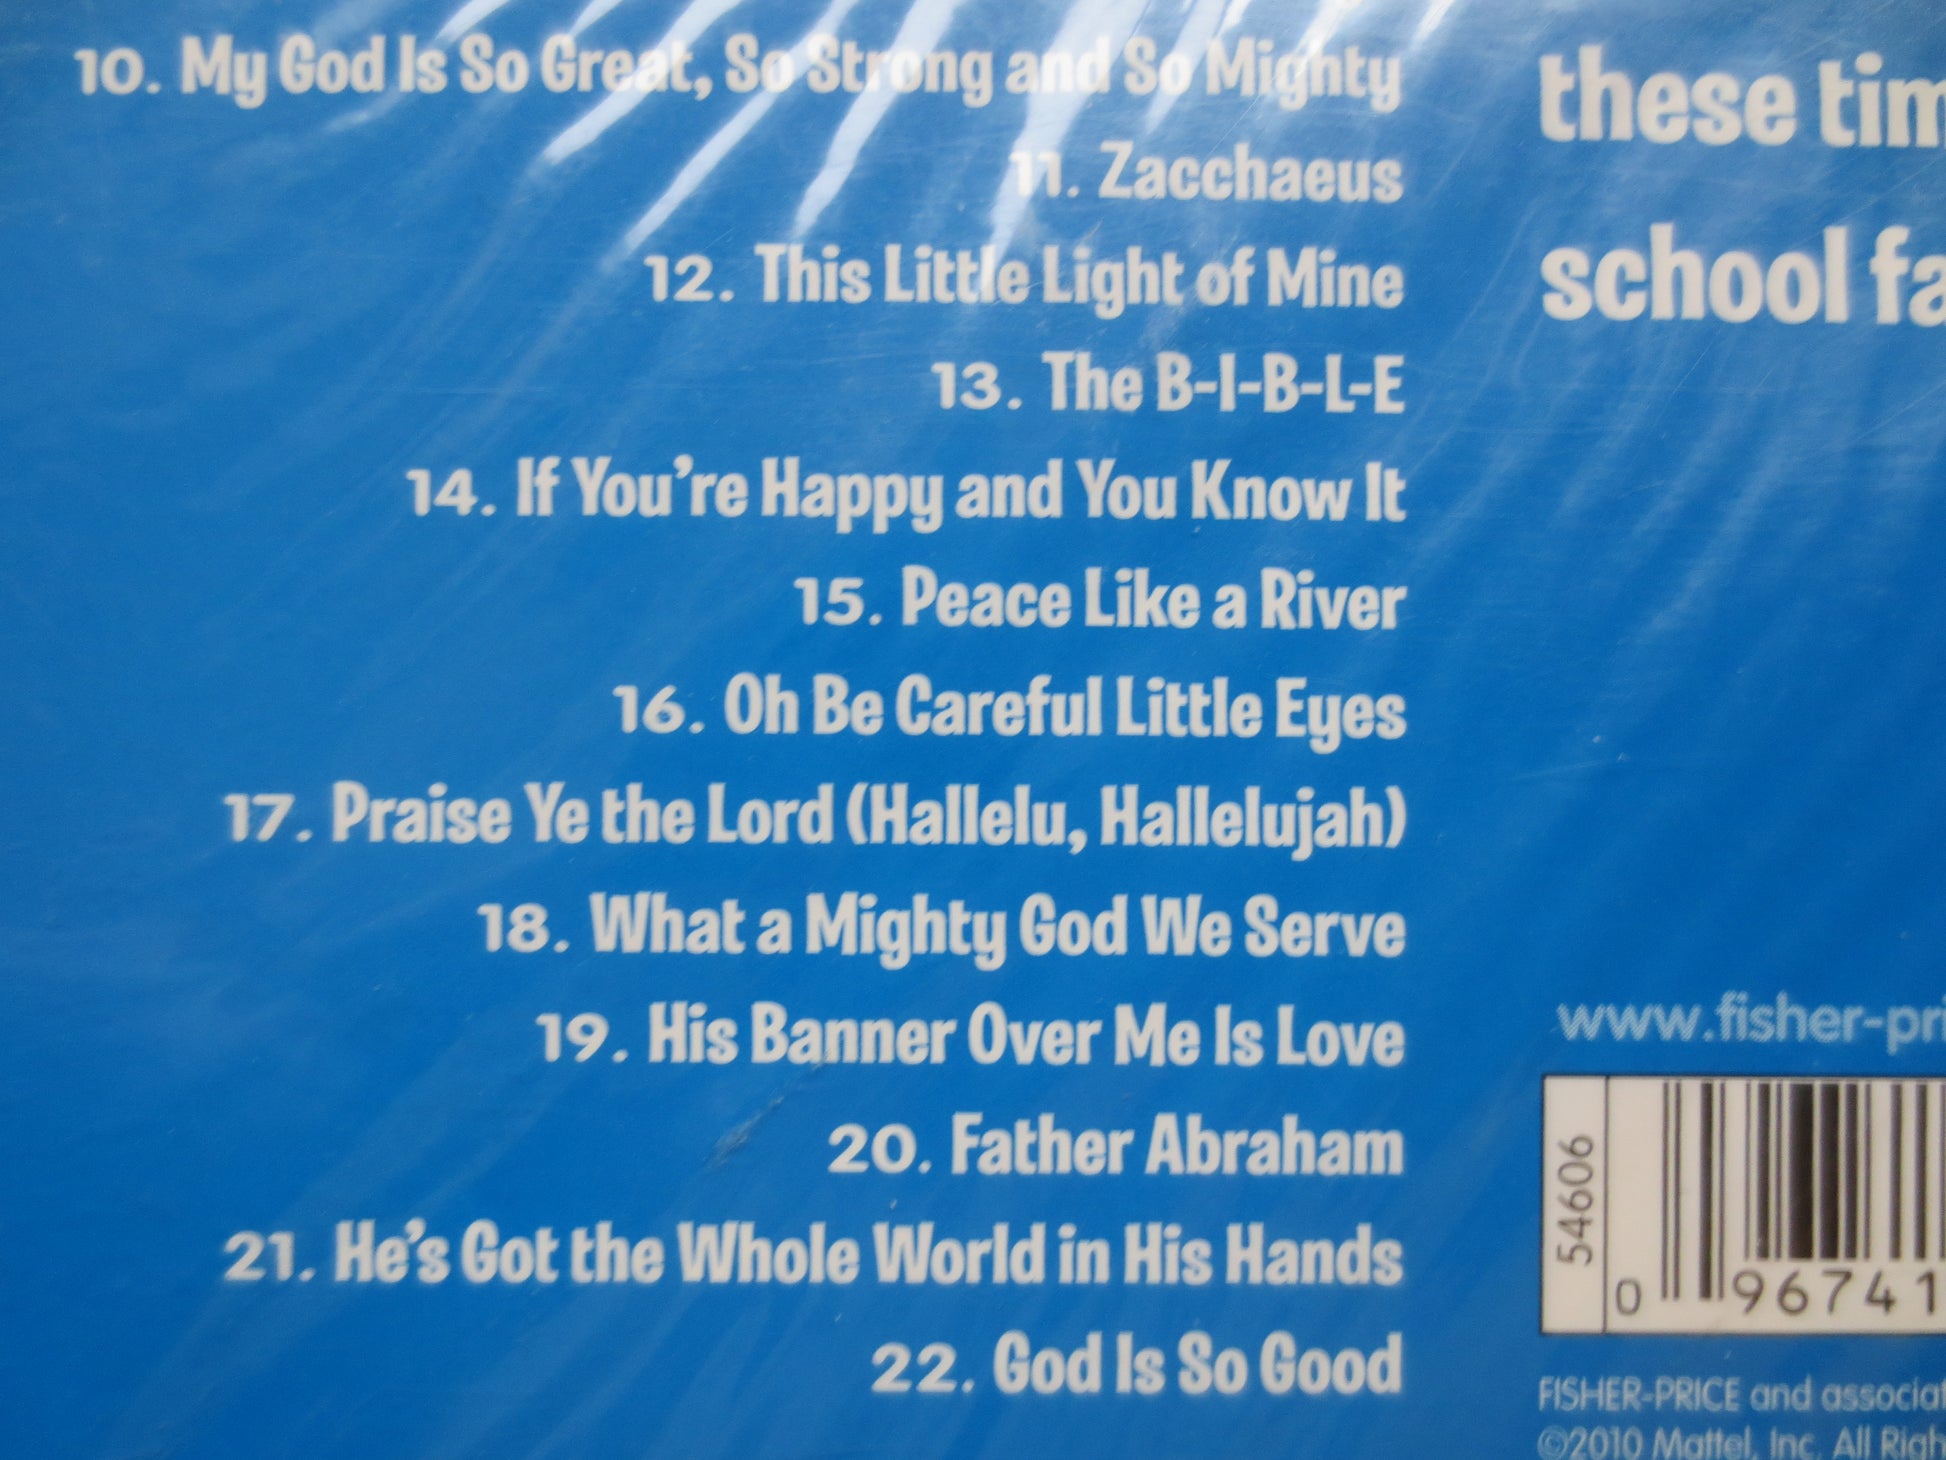 10. My God Is So Great, So Strong and So Mighty
11. Zacchaeus
12. This Little Light of Mine
13. The B-I-B-L-E
14. If You're Happy and You Know It
15. Peace Like a River
16. Oh Be Careful Little Eyes
17. Praise Ye the Lord (Hallelu, Hallelujah)
18. What a Mighty God We Serve
19. His Banner Over Me Is Love
20. Father Abraham
21. He's Got the Whole World in His Hands
22. God Is So Good
these tim
school fa
www.fisher-pri
54606
0 96741
FISHER-PRICE and associat
©2010 Mattel, Inc. All Righ